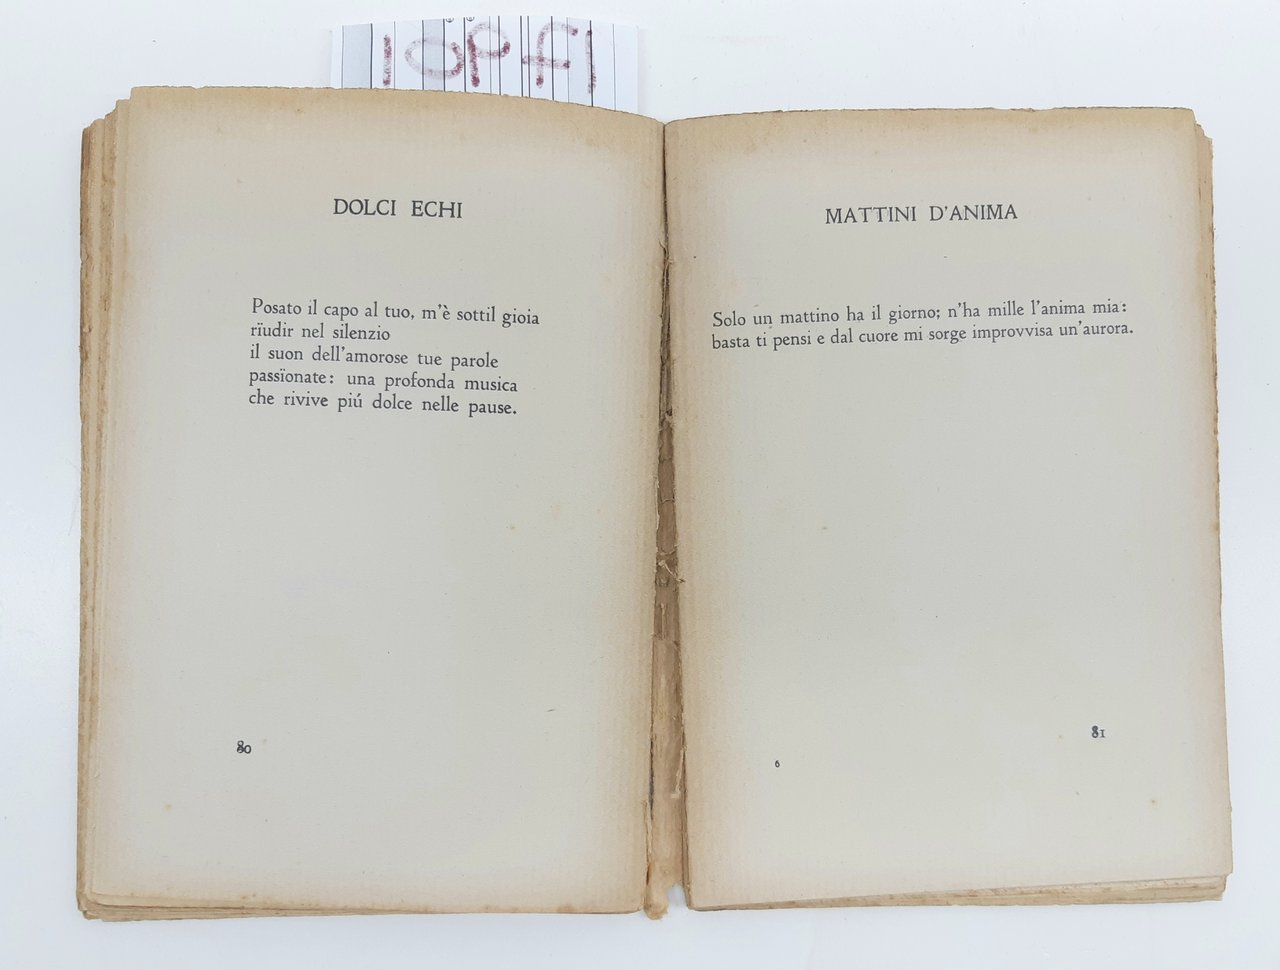 10PF1
DOLCI ECHI
Posato il capo al tuo, m'è sottil gioia
rïudir nel silenzio
il suon dell'amorose tue parole
passïonate: una profonda musica
che rivive piú dolce nelle pause.
80
MATTINI D'ANIMA
Solo un mattino ha il giorno; n'ha mille l'anima mia:
basta ti pensi e dal cuore mi sorge improvvisa un'aurora.
81
6